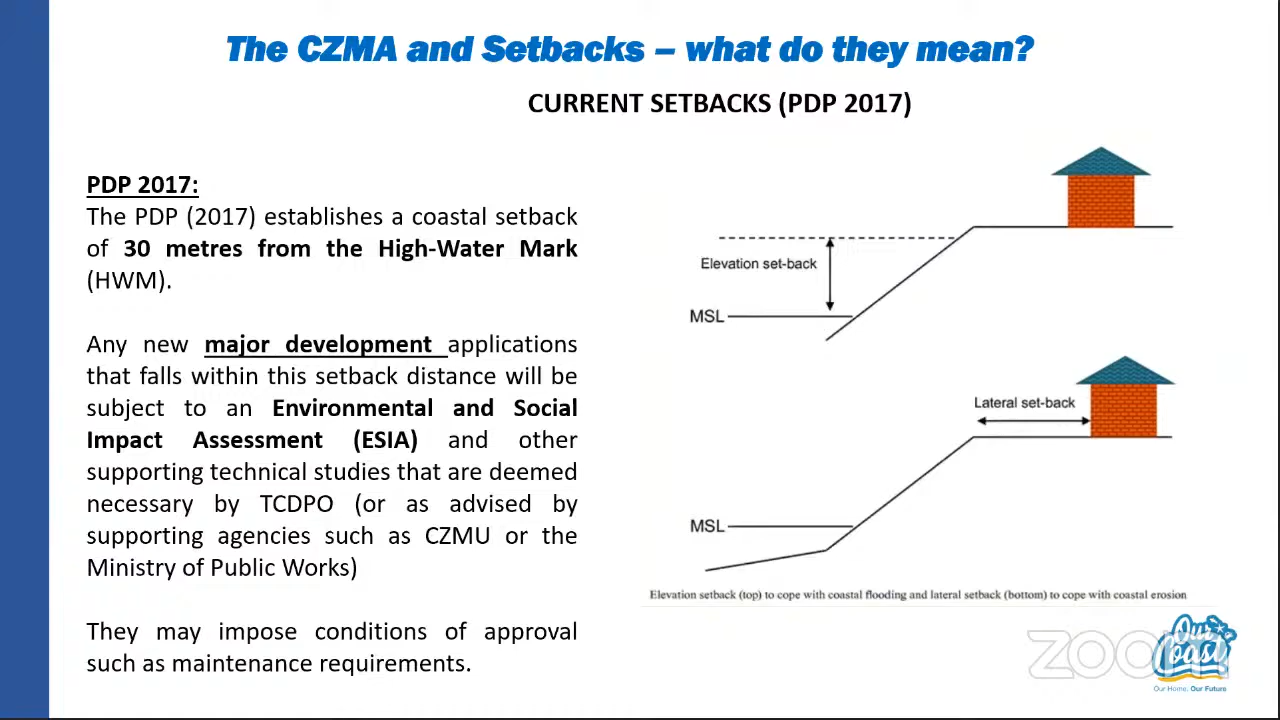 The CZMA and Setbacks – what do they mean?
CURRENT SETBACKS (PDP 2017)
PDP 2017:
The PDP (2017) establishes a coastal setback
of 30 metres from the High-Water Mark
(HWM).
Any new major development applications
that falls within this setback distance will be
subject to an Environmental and Social
Impact Assessment (ESIA) and other
supporting technical studies that are deemed
necessary by TCDPO (or as advised by
supporting agencies such as CZMU or the
Ministry of Public Works)
They may impose conditions of approval
such as maintenance requirements.
Elevation set-back
MSL
Lateral set-back
MSL
Elevation setback (top) to cope with coastal flooding and lateral setback (bottom) to cope with coastal erosion
zoom
Our
Coast
Our Home, Our Future